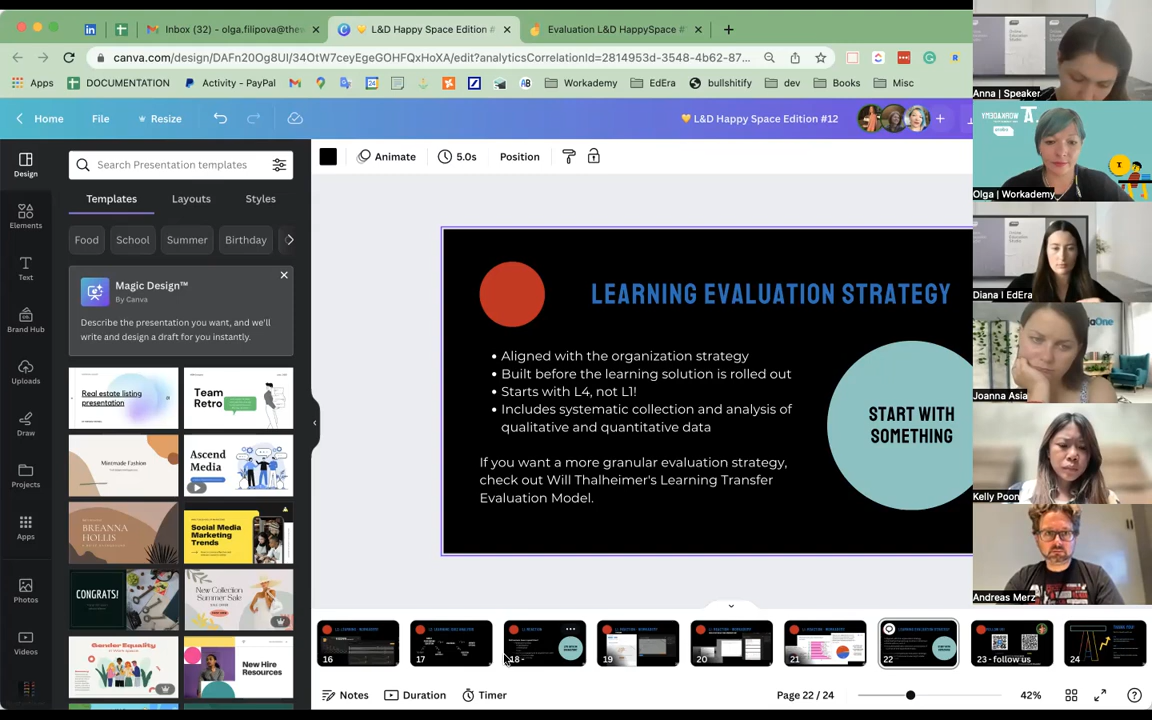 Inbox (32) - olga.filipova@the
L&D Happy Space Edition #
Evaluation L&D HappySpace #
canva.com/design/DAFn20Og8UI/34OtW7ceyEgeGOHFQxHoXA/edit?analyticsCorrelationId=2814953d-3548-4b62-87...
Apps
DOCUMENTATION
Activity - PayPal
Workademy
EdEra
bullshitify
dev
Books
Misc
Home
File
Resize
L&D Happy Space Edition #12
Animate
5.0s
Position
Design
Elements
Text
Brand Hub
Uploads
Draw
Projects
Apps
Photos
Videos
Search Presentation templates
Templates
Layouts
Styles
Food
School
Summer
Birthday
Magic Design™
By Canva
Describe the presentation you want, and we'll
write and design a draft for you instantly.
Real estate listing
presentation
Team
Retro
Mixmade Fashion
Ascend
Media
BREANNA
HOLLIS
Social Media
Marketing
Trends
CONGRATS!
New Collection
Summer Sale
Gender Equality
New Hire
Resources
LEARNING EVALUATION STRATEGY
• Aligned with the organization strategy
• Built before the learning solution is rolled out
• Starts with L4, not L1!
• Includes systematic collection and analysis of
qualitative and quantitative data
If you want a more granular evaluation strategy,
check out Will Thalheimer's Learning Transfer
Evaluation Model.
START WITH
SOMETHING
16
17
18 -
19
20
21
22
23 - follow us
24
Notes
Duration
Timer
Page 22 / 24
42%
Anna | Speaker
Olga | Workademy
Diana I EdEra
Joanna Asia
Kelly Poon
Andreas Merz